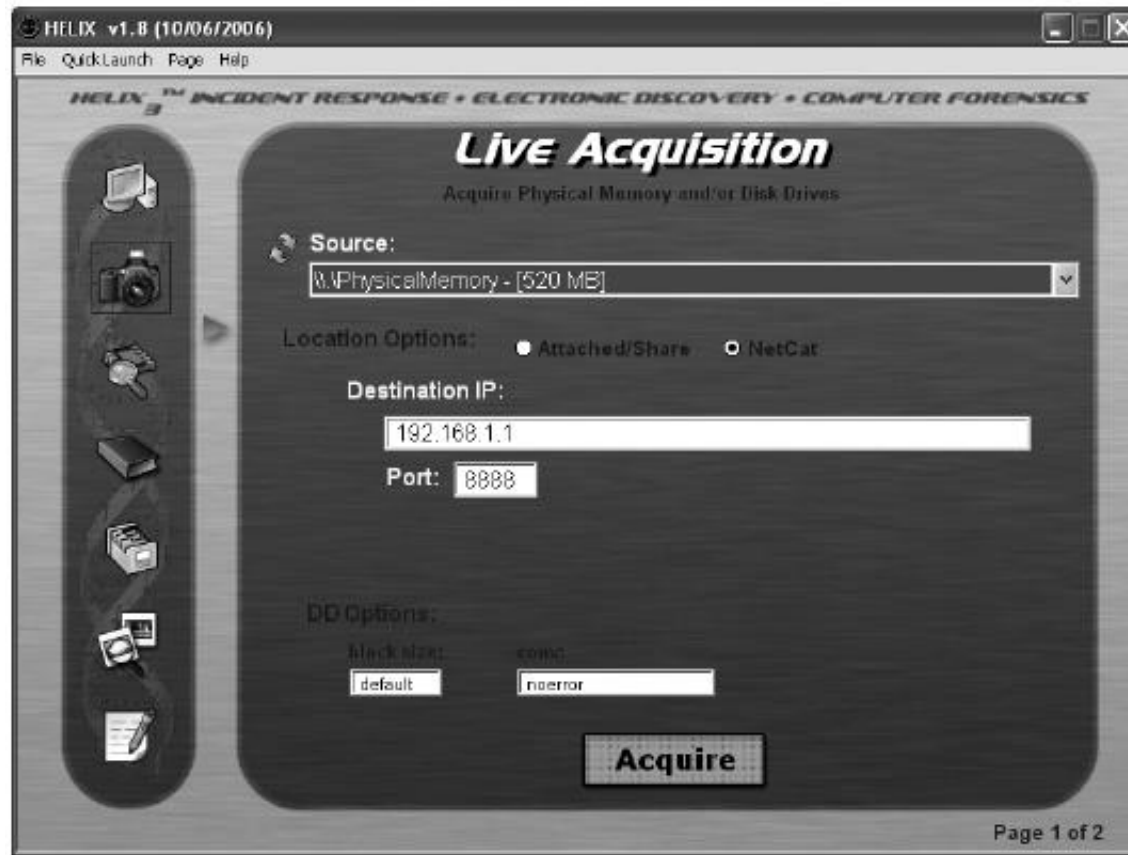 HELIX v1.8 (10/06/2006)
File QuickLaunch Page Help
HELIX3™ INCIDENT RESPONSE • ELECTRONIC DISCOVERY • COMPUTER FORENSICS
Live Acquisition
Acquire Physical Memory and/or Disk Drives
Source:
\\.\PhysicalMemory - [520 MB]
Location Options: Attached/Share NetCat
Destination IP:
192.168.1.1
Port: 8888
DD Options:
block size: conv:
default noerror
Acquire
Page 1 of 2